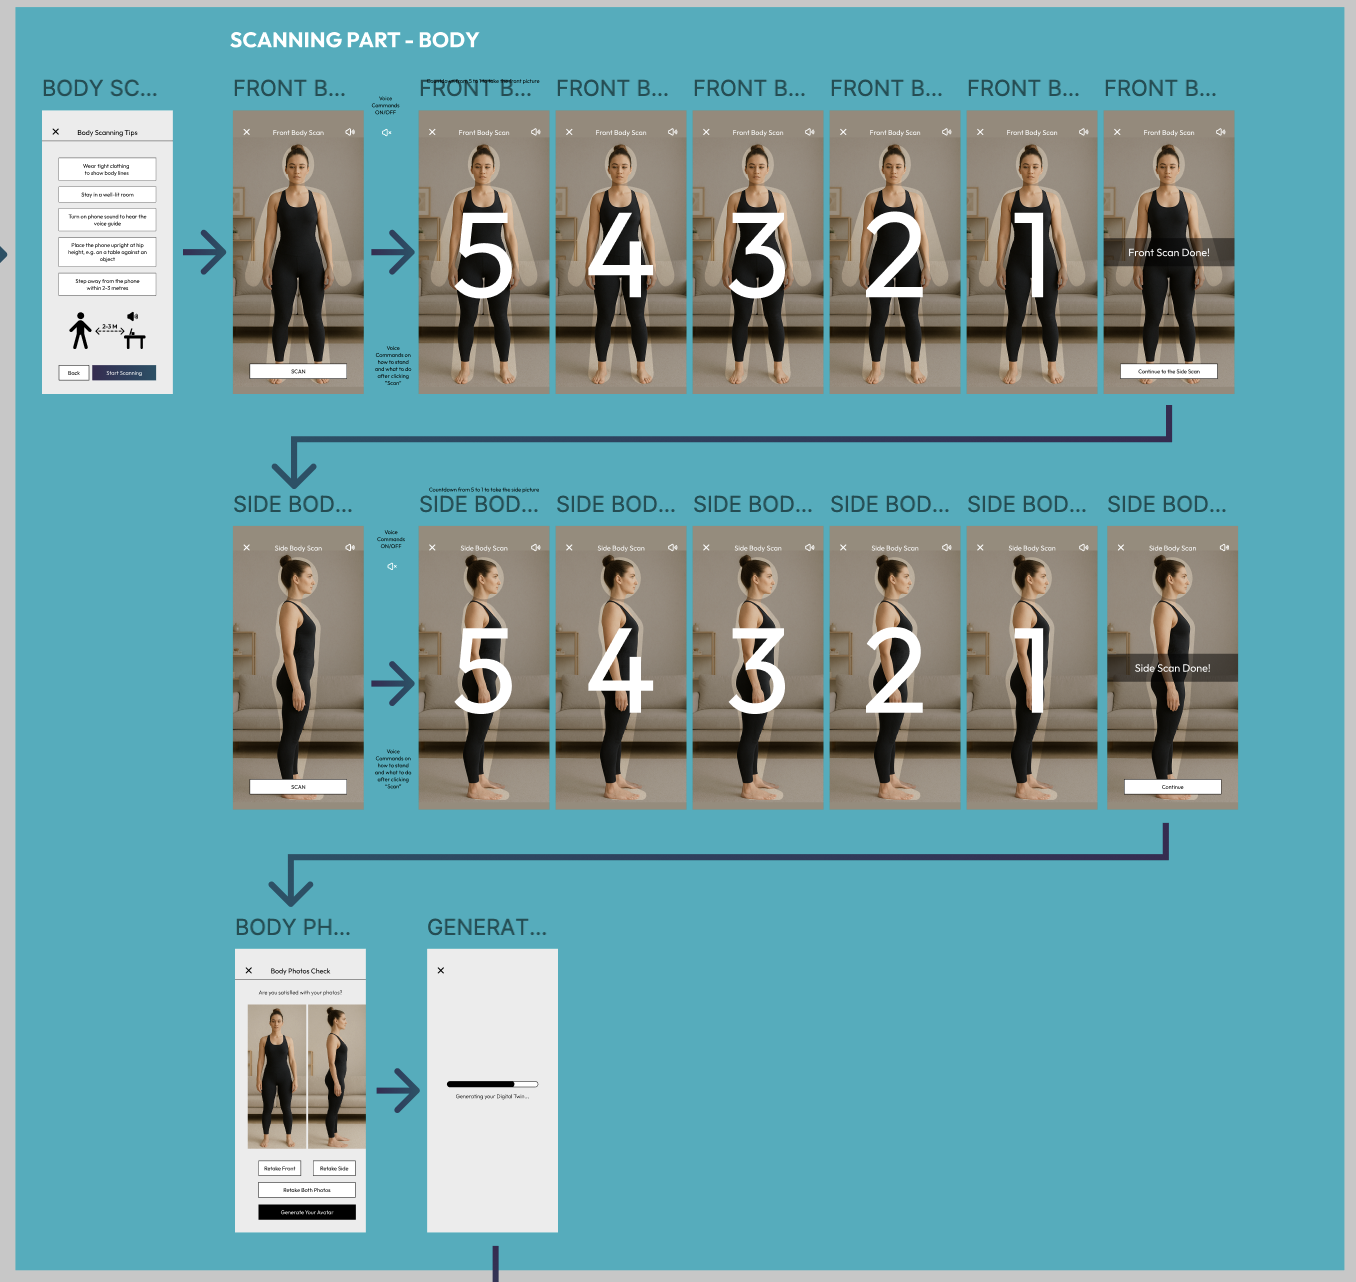 SCANNING PART - BODY
BODY SC...
FRONT B...
Countdown from 5 to 1 to take the front picture
FRONT B...
FRONT B...
FRONT B...
FRONT B...
FRONT B...
FRONT B...
Body Scanning Tips
Wear tight clothing
to show body lines
Stay in a well-lit room
Turn on phone sound to hear the
voice guide
Place the phone upright at hip
height, e.g. on a table against an
object
Step away from the phone
within 2-3 metres
2-3 M
Back
Start Scanning
Front Body Scan
SCAN
Voice
Commands
ON/OFF
Voice
Commands on
how to stand
and what to do
after clicking
"Scan"
Front Body Scan
5
Front Body Scan
4
Front Body Scan
3
Front Body Scan
2
Front Body Scan
1
Front Body Scan
Front Scan Done!
Continue to the Side Scan
SIDE BOD...
Countdown from 5 to 1 to take the side picture
SIDE BOD...
SIDE BOD...
SIDE BOD...
SIDE BOD...
SIDE BOD...
SIDE BOD...
Side Body Scan
SCAN
Voice
Commands
ON/OFF
Voice
Commands on
how to stand
and what to do
after clicking
"Scan"
Side Body Scan
5
Side Body Scan
4
Side Body Scan
3
Side Body Scan
2
Side Body Scan
1
Side Body Scan
Side Scan Done!
Continue
BODY PH...
GENERAT...
Body Photos Check
Are you satisfied with your photos?
Retake Front
Retake Side
Retake Both Photos
Generate Your Avatar
Generating your Digital Twin...